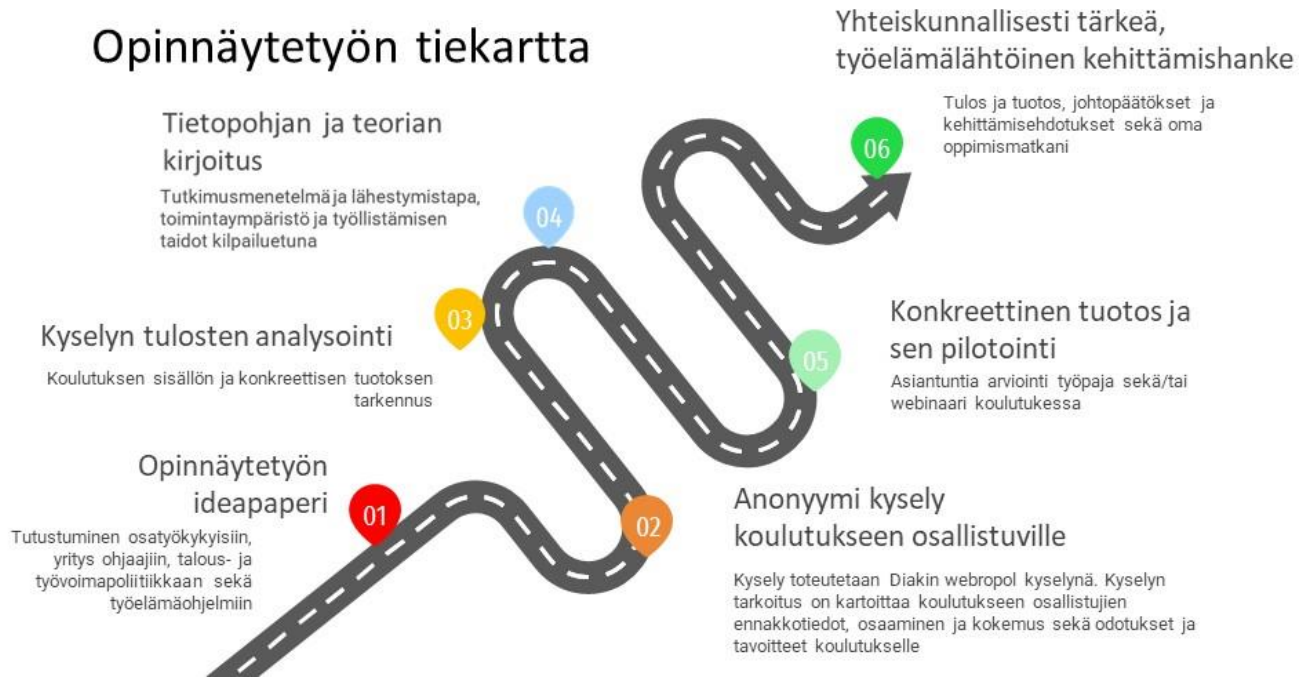 Opinnäytetyön tiekartta
Yhteiskunnallisesti tärkeä,
työelämälähtöinen kehittämishanke
Tulos ja tuotos, johtopäätökset ja
kehittämisehdotukset sekä oma
oppimismatkani
06
Tietopohjan ja teorian
kirjoitus
Tutkimusmenetelmä ja lähestymistapa,
toimintaympäristö ja työllistämisen
taidot kilpailuetuna
04
03
Kyselyn tulosten analysointi
Koulutuksen sisällön ja konkreettisen tuotoksen
tarkennus
Konkreettinen tuotos ja
sen pilotointi
Asiantuntia arviointi työpaja sekä/tai
webinaari koulutukessa
05
Opinnäytetyön
ideapaperi
Tutustuminen osatyökykyisiin,
yritys ohjaajiin, talous- ja
työvoimapoliitiikkaan sekä
työelämäohjelmiin
01
02
Anonyymi kysely
koulutukseen osallistuville
Kysely toteutetaan Diakin webropol kyselynä. Kyselyn
tarkoitus on kartoittaa koulutukseen osallistujien
ennakkotiedot, osaaminen ja kokemus sekä odotukset ja
tavoitteet koulutukselle